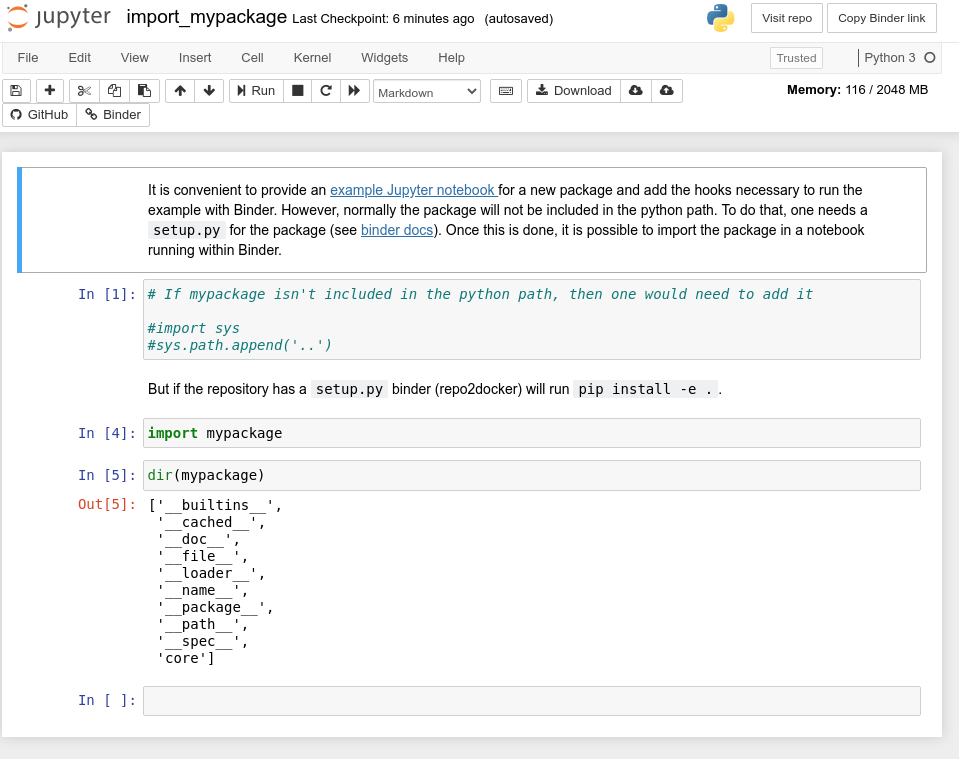 jupyter import_mypackage Last Checkpoint: 6 minutes ago (autosaved) Visit repo Copy Binder link
File Edit View Insert Cell Kernel Widgets Help Trusted Python 3
Run Markdown Download Memory: 116 / 2048 MB
GitHub Binder
It is convenient to provide an example Jupyter notebook for a new package and add the hooks necessary to run the
example with Binder. However, normally the package will not be included in the python path. To do that, one needs a
setup.py for the package (see binder docs). Once this is done, it is possible to import the package in a notebook
running within Binder.
In [1]: # If mypackage isn't included in the python path, then one would need to add it
#import sys
#sys.path.append('..')
But if the repository has a setup.py binder (repo2docker) will run pip install -e . .
In [4]: import mypackage
In [5]: dir(mypackage)
Out[5]: ['__builtins__',
'__cached__',
'__doc__',
'__file__',
'__loader__',
'__name__',
'__package__',
'__path__',
'__spec__',
'core']
In [ ]: